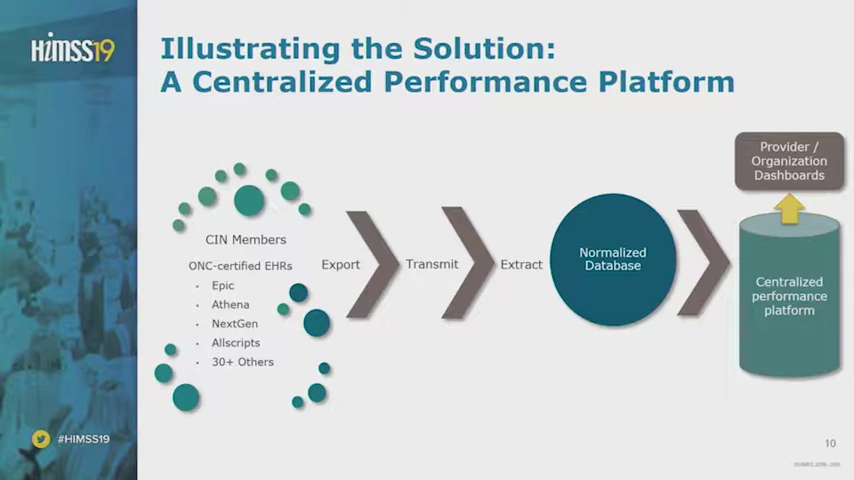 HiMSS19
Illustrating the Solution:
A Centralized Performance Platform
Provider /
Organization
Dashboards
CIN Members
ONC-certified EHRs
• Epic
• Athena
• NextGen
• Allscripts
• 30+ Others
Export
Transmit
Extract
Normalized
Database
Centralized
performance
platform
#HIMSS19
10